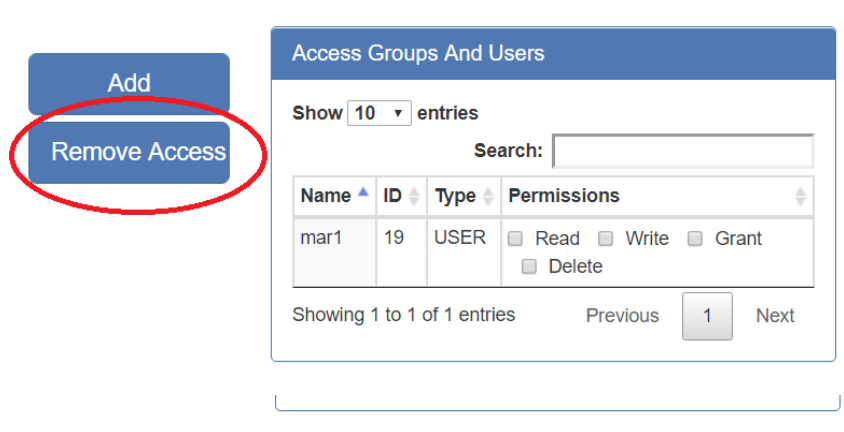 Add
Remove Access
Access Groups And Users
Show 10 entries
Search:
Name ID Type Permissions
mar1 19 USER Read Write Grant
Delete
Showing 1 to 1 of 1 entries Previous 1 Next